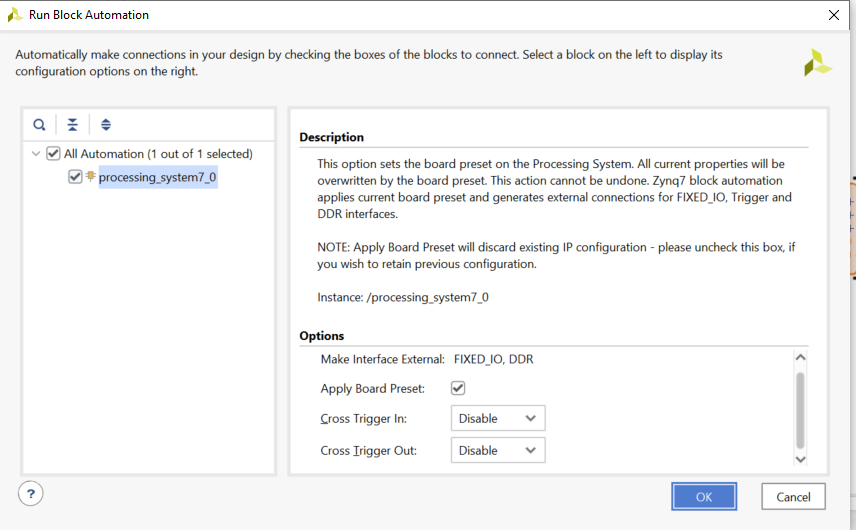 Run Block Automation
Automatically make connections in your design by checking the boxes of the blocks to connect. Select a block on the left to display its
configuration options on the right.
All Automation (1 out of 1 selected)
processing_system7_0
Description
This option sets the board preset on the Processing System. All current properties will be
overwritten by the board preset. This action cannot be undone. Zynq7 block automation
applies current board preset and generates external connections for FIXED_IO, Trigger and
DDR interfaces.
NOTE: Apply Board Preset will discard existing IP configuration - please uncheck this box, if
you wish to retain previous configuration.
Instance: /processing_system7_0
Options
Make Interface External: FIXED_IO, DDR
Apply Board Preset:
Cross Trigger In: Disable
Cross Trigger Out: Disable
?
OK
Cancel